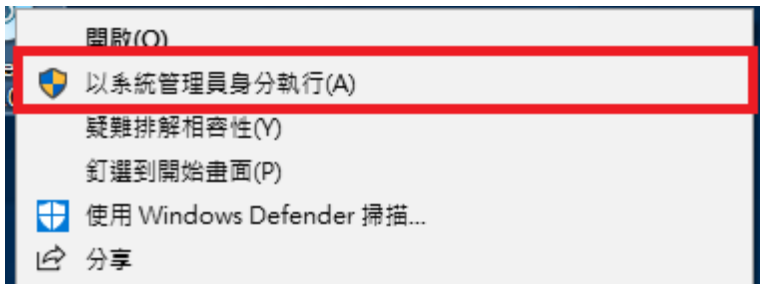 開啟(O)
以系統管理員身分執行(A)
疑難排解相容性(Y)
釘選到開始畫面(P)
使用 Windows Defender 掃描...
分享